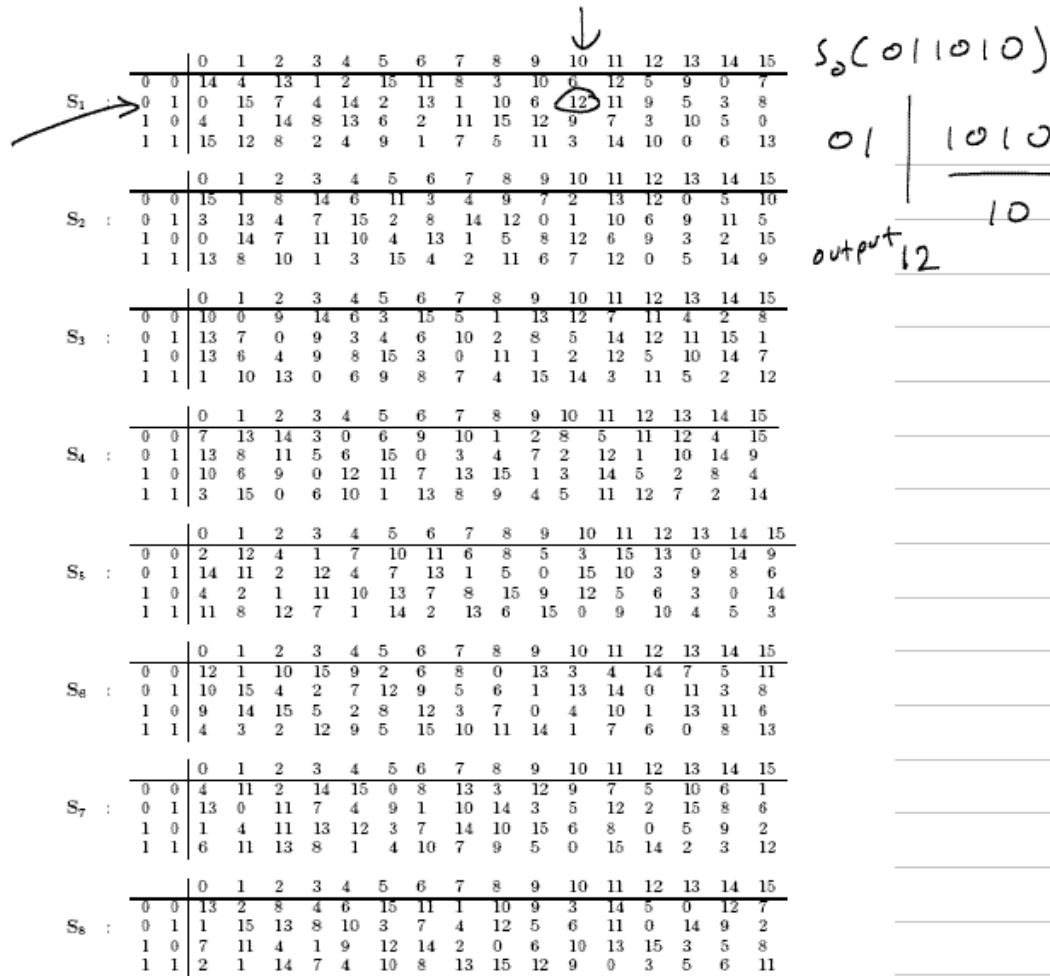 0 1 2 3 4 5 6 7 8 9 10 11 12 13 14 15
0 0 14 4 13 1 2 15 11 8 3 10 6 12 5 9 0 7
S₁ : 0 1 0 15 7 4 14 2 13 1 10 6 12 11 9 5 3 8
1 0 4 1 14 8 13 6 2 11 15 12 9 7 3 10 5 0
1 1 15 12 8 2 4 9 1 7 5 11 3 14 10 0 6 13
0 1 2 3 4 5 6 7 8 9 10 11 12 13 14 15
0 0 15 1 8 14 6 11 3 4 9 7 2 13 12 0 5 10
S₂ : 0 1 3 13 4 7 15 2 8 14 12 0 1 10 6 9 11 5
1 0 0 14 7 11 10 4 13 1 5 8 12 6 9 3 2 15
1 1 13 8 10 1 3 15 4 2 11 6 7 12 0 5 14 9
0 1 2 3 4 5 6 7 8 9 10 11 12 13 14 15
0 0 10 0 9 14 6 3 15 5 1 13 12 7 11 4 2 8
S₃ : 0 1 13 7 0 9 3 4 6 10 2 8 5 14 12 11 15 1
1 0 13 6 4 9 8 15 3 0 11 1 2 12 5 10 14 7
1 1 1 10 13 0 6 9 8 7 4 15 14 3 11 5 2 12
0 1 2 3 4 5 6 7 8 9 10 11 12 13 14 15
0 0 7 13 14 3 0 6 9 10 1 2 8 5 11 12 4 15
S₄ : 0 1 13 8 11 5 6 15 0 3 4 7 2 12 1 10 14 9
1 0 10 6 9 0 12 11 7 13 15 1 3 14 5 2 8 4
1 1 3 15 0 6 10 1 13 8 9 4 5 11 12 7 2 14
0 1 2 3 4 5 6 7 8 9 10 11 12 13 14 15
0 0 2 12 4 1 7 10 11 6 8 5 3 15 13 0 14 9
S₅ : 0 1 14 11 2 12 4 7 13 1 5 0 15 10 3 9 8 6
1 0 4 2 1 11 10 13 7 8 15 9 12 5 6 3 0 14
1 1 11 8 12 7 1 14 2 13 6 15 0 9 10 4 5 3
0 1 2 3 4 5 6 7 8 9 10 11 12 13 14 15
0 0 12 1 10 15 9 2 6 8 0 13 3 4 14 7 5 11
S₆ : 0 1 10 15 4 2 7 12 9 5 6 1 13 14 0 11 3 8
1 0 9 14 15 5 2 8 12 3 7 0 4 10 1 13 11 6
1 1 4 3 2 12 9 5 15 10 11 14 1 7 6 0 8 13
0 1 2 3 4 5 6 7 8 9 10 11 12 13 14 15
0 0 4 11 2 14 15 0 8 13 3 12 9 7 5 10 6 1
S₇ : 0 1 13 0 11 7 4 9 1 10 14 3 5 12 2 15 8 6
1 0 1 4 11 13 12 3 7 14 10 15 6 8 0 5 9 2
1 1 6 11 13 8 1 4 10 7 9 5 0 15 14 2 3 12
0 1 2 3 4 5 6 7 8 9 10 11 12 13 14 15
0 0 13 2 8 4 6 15 11 1 10 9 3 14 5 0 12 7
S₈ : 0 1 1 15 13 8 10 3 7 4 12 5 6 11 0 14 9 2
1 0 7 11 4 1 9 12 14 2 0 6 10 13 15 3 5 8
1 1 2 1 14 7 4 10 8 13 15 12 9 0 3 5 6 11
(011010)
01 1010
10
output 12